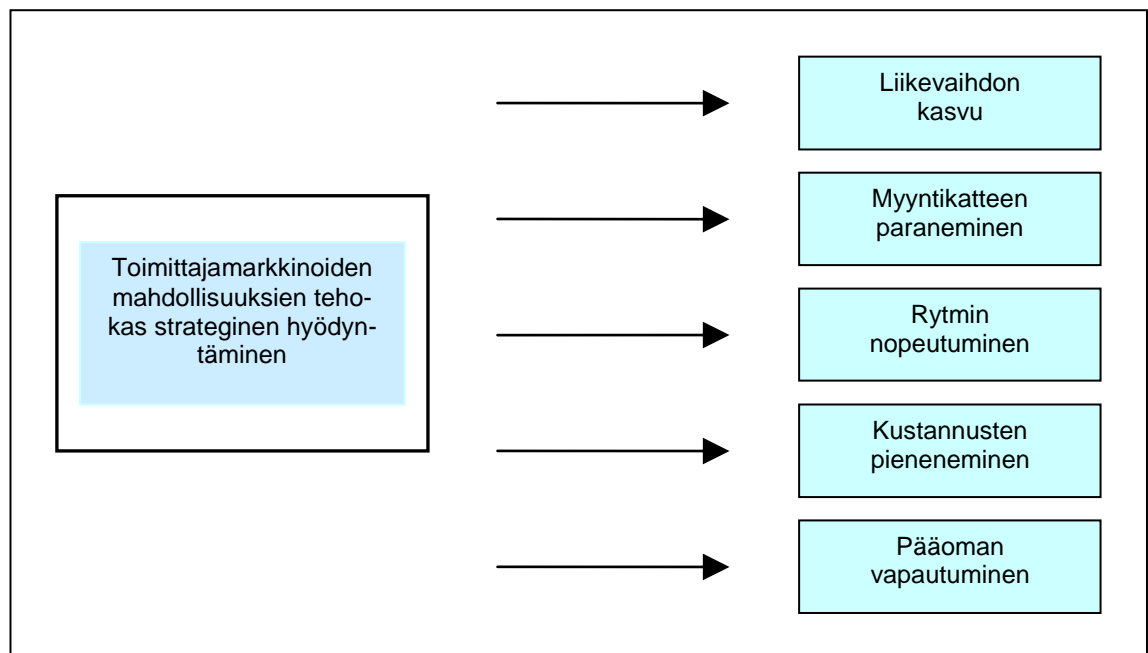 Toimittajamarkkinoiden
mahdollisuuksien teho-
kas strateginen hyödyn-
täminen
Liikevaihdon
kasvu
Myyntikatteen
paraneminen
Rytmin
nopeutuminen
Kustannusten
pieneneminen
Pääoman
vapautuminen